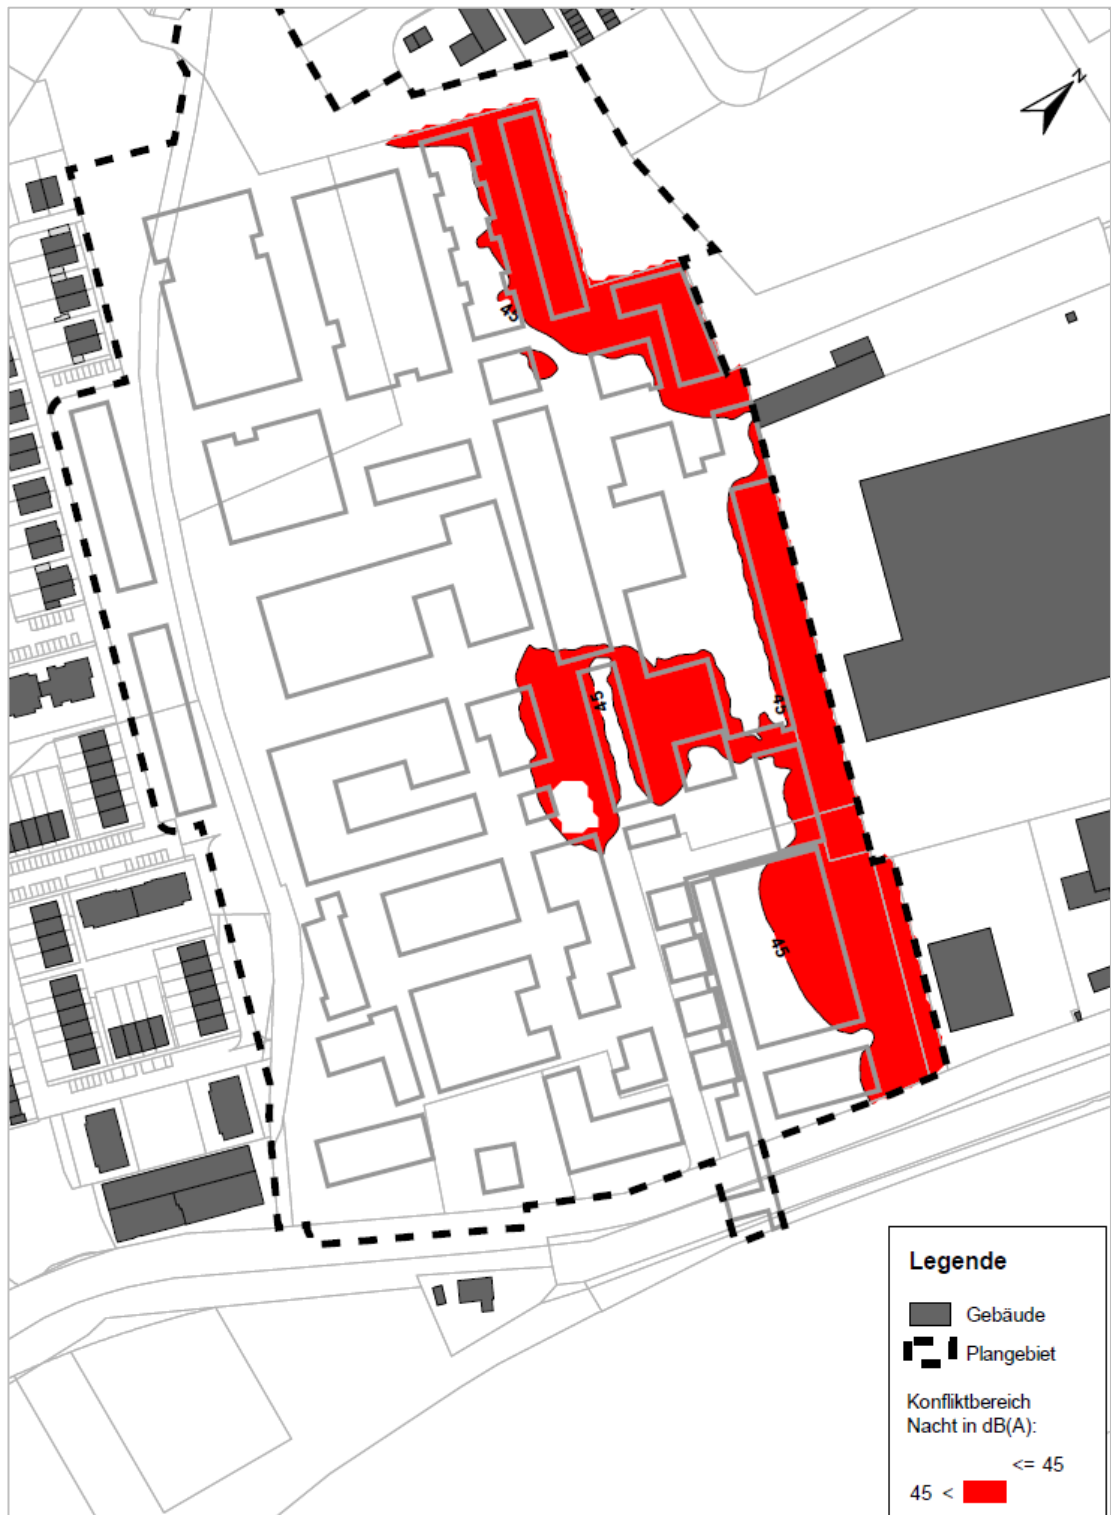 N
45
45
45
45
Legende
Gebäude
Plangebiet
Konfliktbereich
Nacht in dB(A):
<= 45
45 <